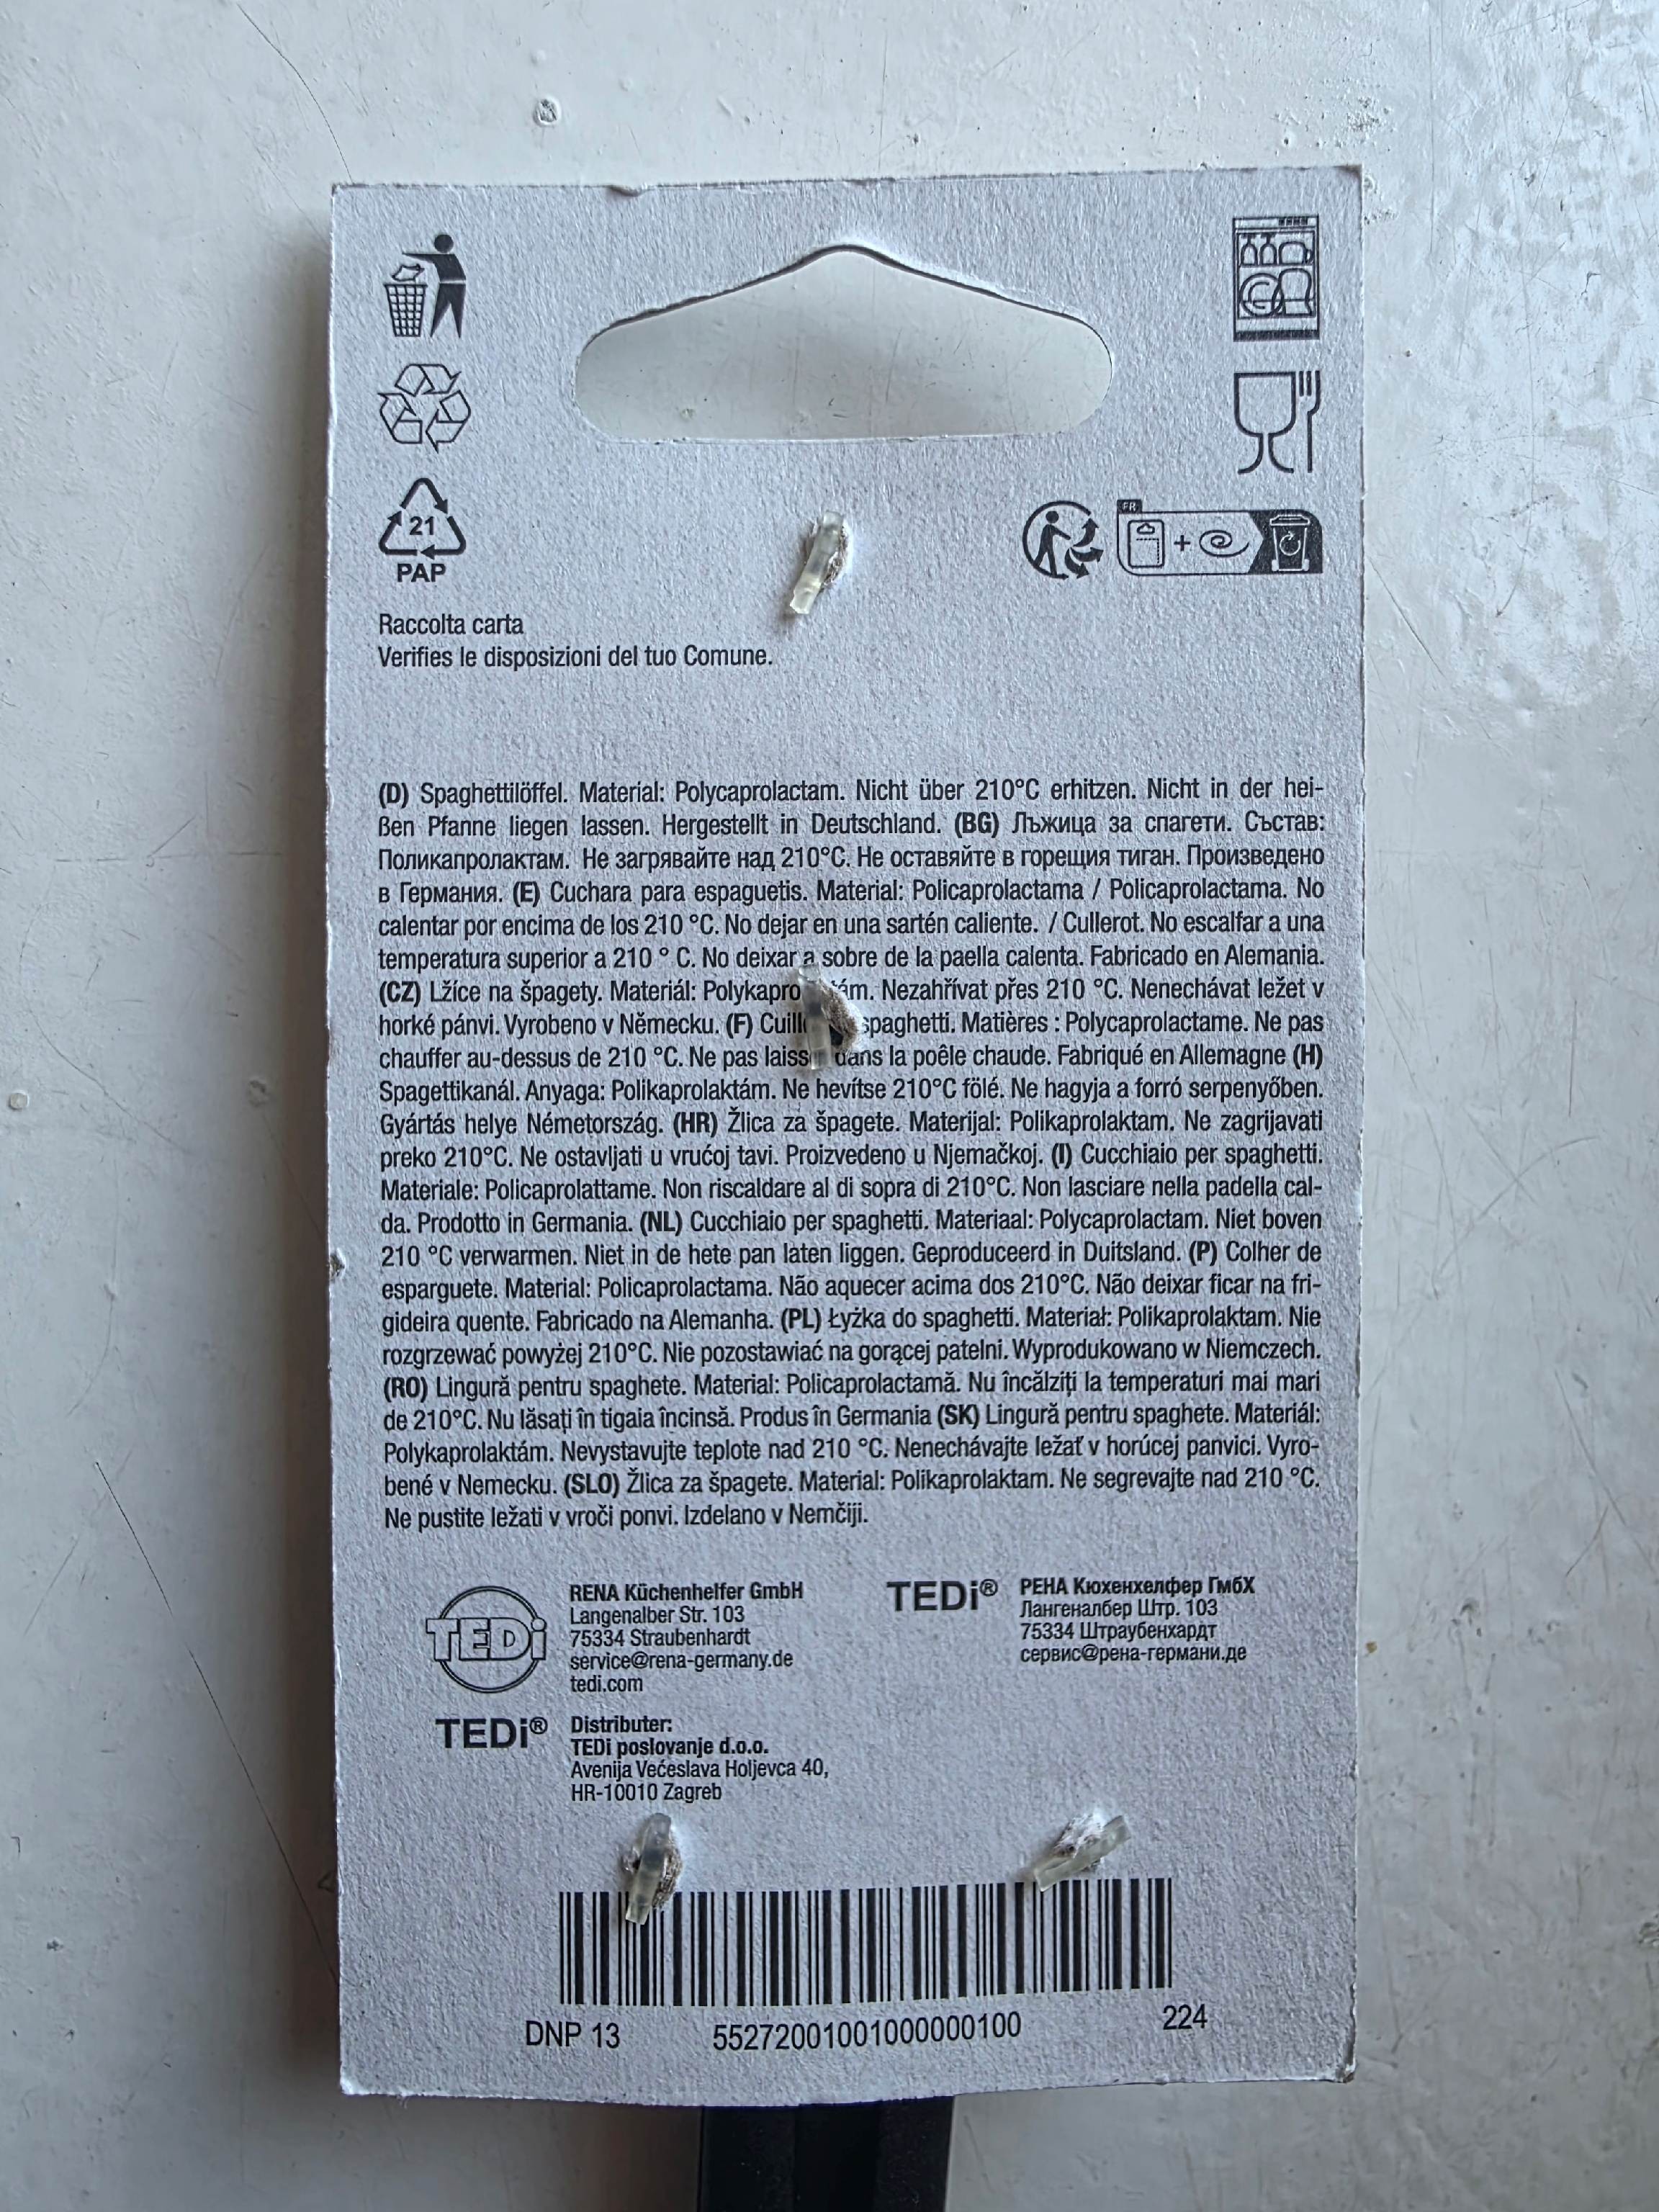 21
PAP
FR
Raccolta carta
Verifies le disposizioni del tuo Comune.
(D) Spaghettilöffel. Material: Polycaprolactam. Nicht über 210°C erhitzen. Nicht in der hei-
ßen Pfanne liegen lassen. Hergestellt in Deutschland. (BG) Лъжица за спагети. Състав:
Поликапролактам. Не загрявайте над 210°C. Не оставяйте в горещия тиган. Произведено
в Германия. (E) Cuchara para espaguetis. Material: Policaprolactama / Policaprolactama. No
calentar por encima de los 210 °C. No dejar en una sartén caliente. / Cullerot. No escalfar a una
temperatura superior a 210 ° C. No deixar a sobre de la paella calenta. Fabricado en Alemania.
(CZ) Lžíce na špagety. Materiál: Nezahřívat přes 210 °C. Nenechávat ležet v
horké pánvi. Vyrobeno v Německu. (F) spaghetti. Matières : Polycaprolactame. Ne pas
chauffer au-dessus de 210 °C. Ne pas dans la poêle chaude. Fabriqué en Allemagne (H)
Spagettikanál. Anyaga: Polikaprolaktám. Ne hevítse 210°C fölé. Ne hagyja a forró serpenyőben.
Gyártás helye Németország. (HR) Žlica za špagete. Materijal: Polikaprolaktam. Ne zagrijavati
preko 210°C. Ne ostavljati u vrućoj tavi. Proizvedeno u Njemačkoj. (I) Cucchiaio per spaghetti.
Materiale: Policaprolattame. Non riscaldare al di sopra di 210°C. Non lasciare nella padella cal-
da. Prodotto in Germania. (NL) Cucchiaio per spaghetti. Materiaal: Polycaprolactam. Niet boven
210 °C verwarmen. Niet in de hete pan laten liggen. Geproduceerd in Duitsland. (P) Colher de
esparguete. Material: Policaprolactama. Não aquecer acima dos 210°C. Não deixar ficar na fri-
gideira quente. Fabricado na Alemanha. (PL) Łyżka do spaghetti. Materiał: Polikaprolaktam. Nie
rozgrzewać powyżej 210°C. Nie pozostawiać na gorącej patelni. Wyprodukowano w Niemczech.
(RO) Lingură pentru spaghete. Material: Policaprolactamă. Nu încălziți la temperaturi mai mari
de 210°C. Nu lăsați în tigaia încinsă. Produs în Germania (SK) Lingură pentru spaghete. Materiál:
Polykaprolaktám. Nevystavujte teplote nad 210 °C. Nenechávajte ležať v horúcej panvici. Vyro-
bené v Nemecku. (SLO) Žlica za špagete. Material: Polikaprolaktam. Ne segrevajte nad 210 °C.
Ne pustite ležati v vroči ponvi. Izdelano v Nemčiji.
TEDi
RENA Küchenhelfer GmbH
Langenalber Str. 103
75334 Straubenhardt
service@rena-germany.de
tedi.com
TEDi®
РЕНА Кюхенхелфер ГмбХ
Лангеналбер Штр. 103
75334 Штраубенхардт
сервис@рена-германи.де
TEDi®
Distributer:
TEDi poslovanje d.o.o.
Avenija Većeslava Holjevca 40,
HR-10010 Zagreb
DNP 13 55272001001000000100 224